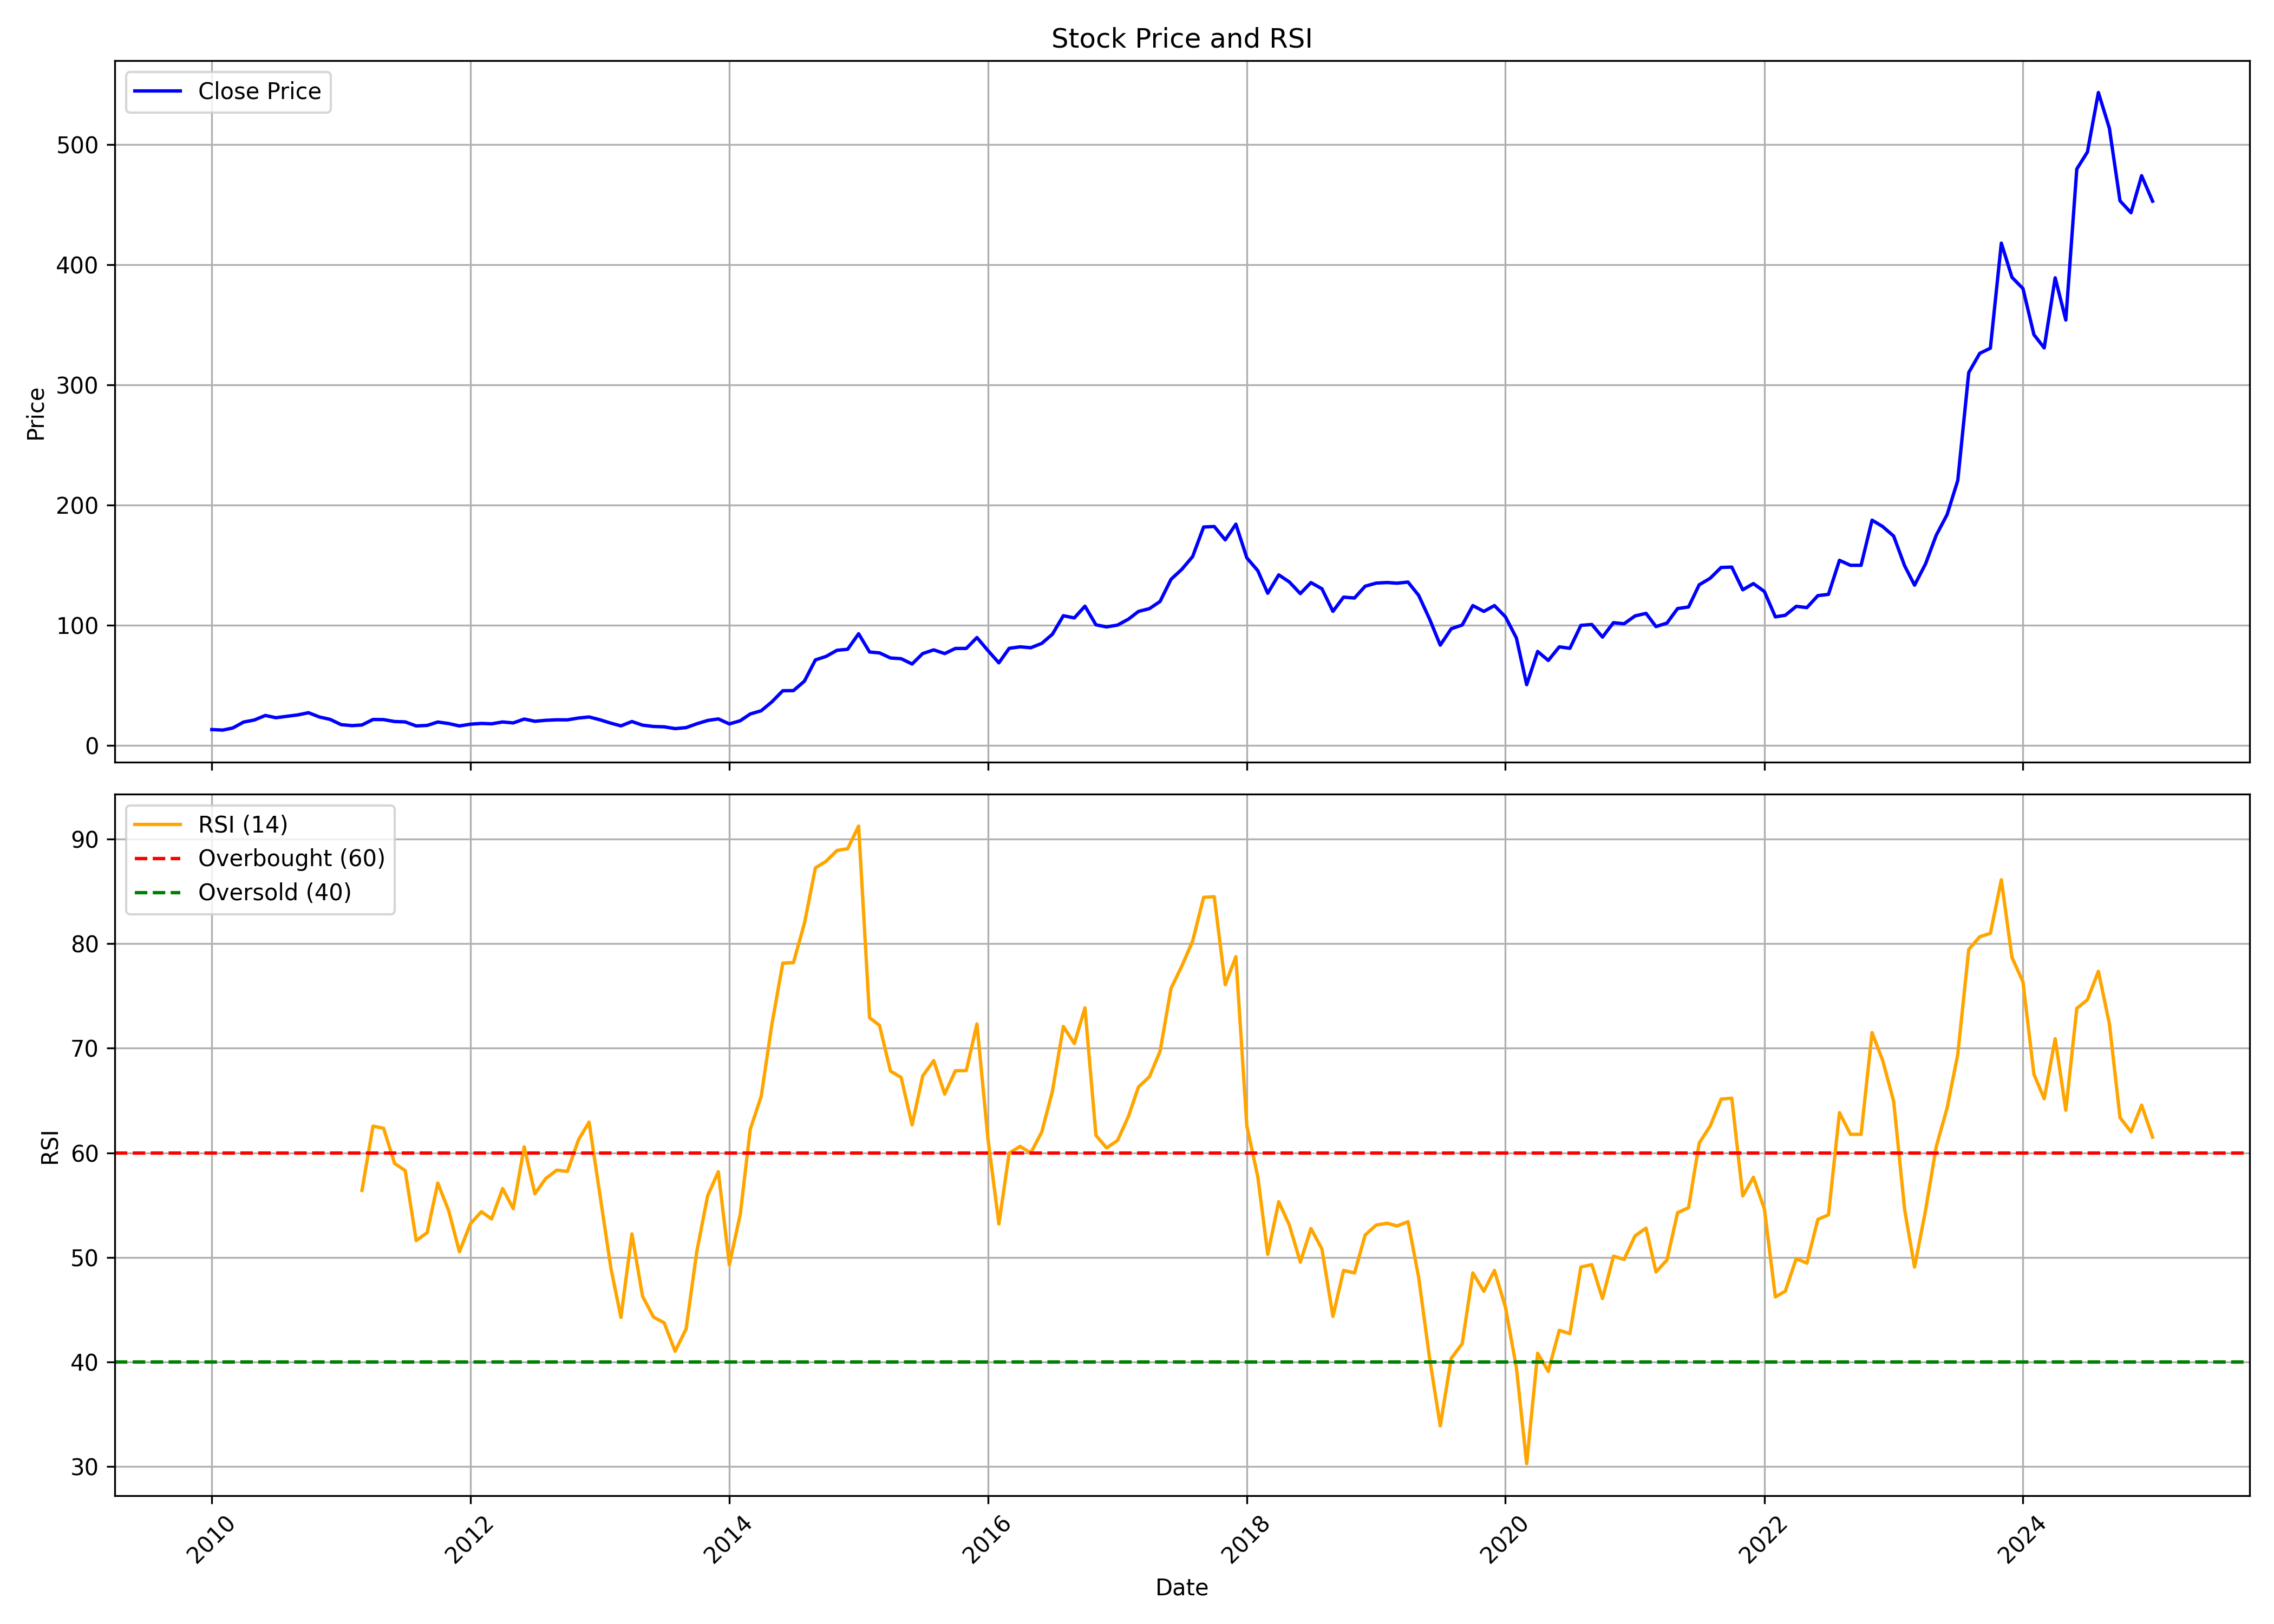 Stock Price and RSI
Close Price
Price
500
400
300
200
100
0
RSI (14)
Overbought (60)
Oversold (40)
RSI
90
80
70
60
50
40
30
2010
2012
2014
2016
2018
2020
2022
2024
Date